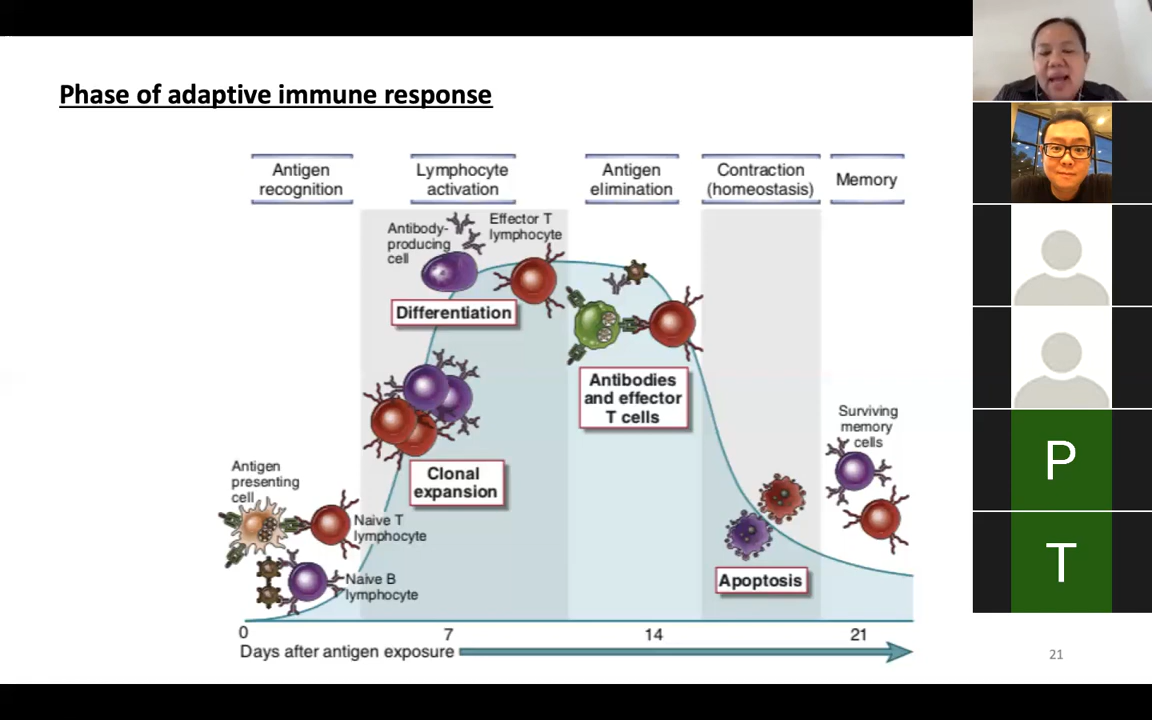 Phase of adaptive immune response
Antigen
recognition
Lymphocyte
activation
Antigen
elimination
Contraction
(homeostasis)
Memory
Antibody-
producing
cell
Effector T
lymphocyte
Differentiation
Antibodies
and effector
T cells
Surviving
memory
cells
Clonal
expansion
Antigen
presenting
cell
Naive T
lymphocyte
Naive B
lymphocyte
Apoptosis
0 7 14 21
Days after antigen exposure
P
T
21